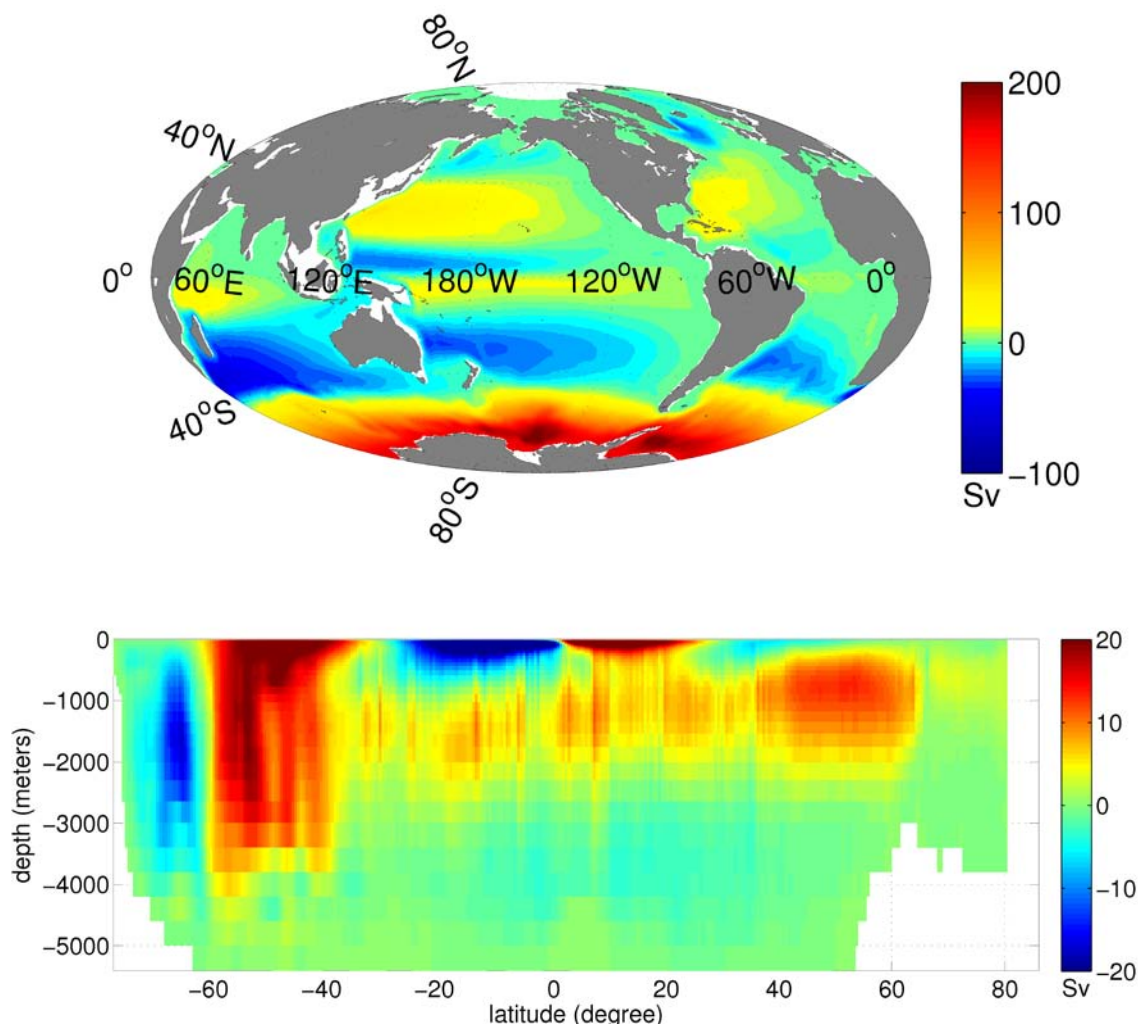 80°N
40°N
0° 60°E 120°E 180°W 120°W 60°W 0°
40°S
80°S
200
100
0
−100
Sv
0
−1000
−2000
−3000
−4000
−5000
depth (meters)
−60 −40 −20 0 20 40 60 80
latitude (degree)
20
10
0
−10
−20
Sv